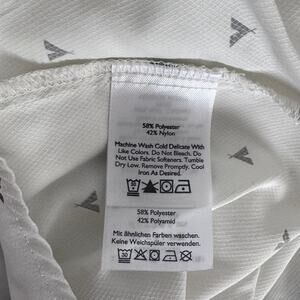 58% Polyester
42% Nylon
Machine Wash Cold Delicate With
Like Colors. Do Not Bleach. Do
Not Use Fabric Softeners. Tumble
Dry Low. Remove Promptly. Cool
Iron As Desired.
58% Polyester
42% Polyamid
Mit ähnlichen Farben waschen.
Keine Weichspüler verwenden.
30